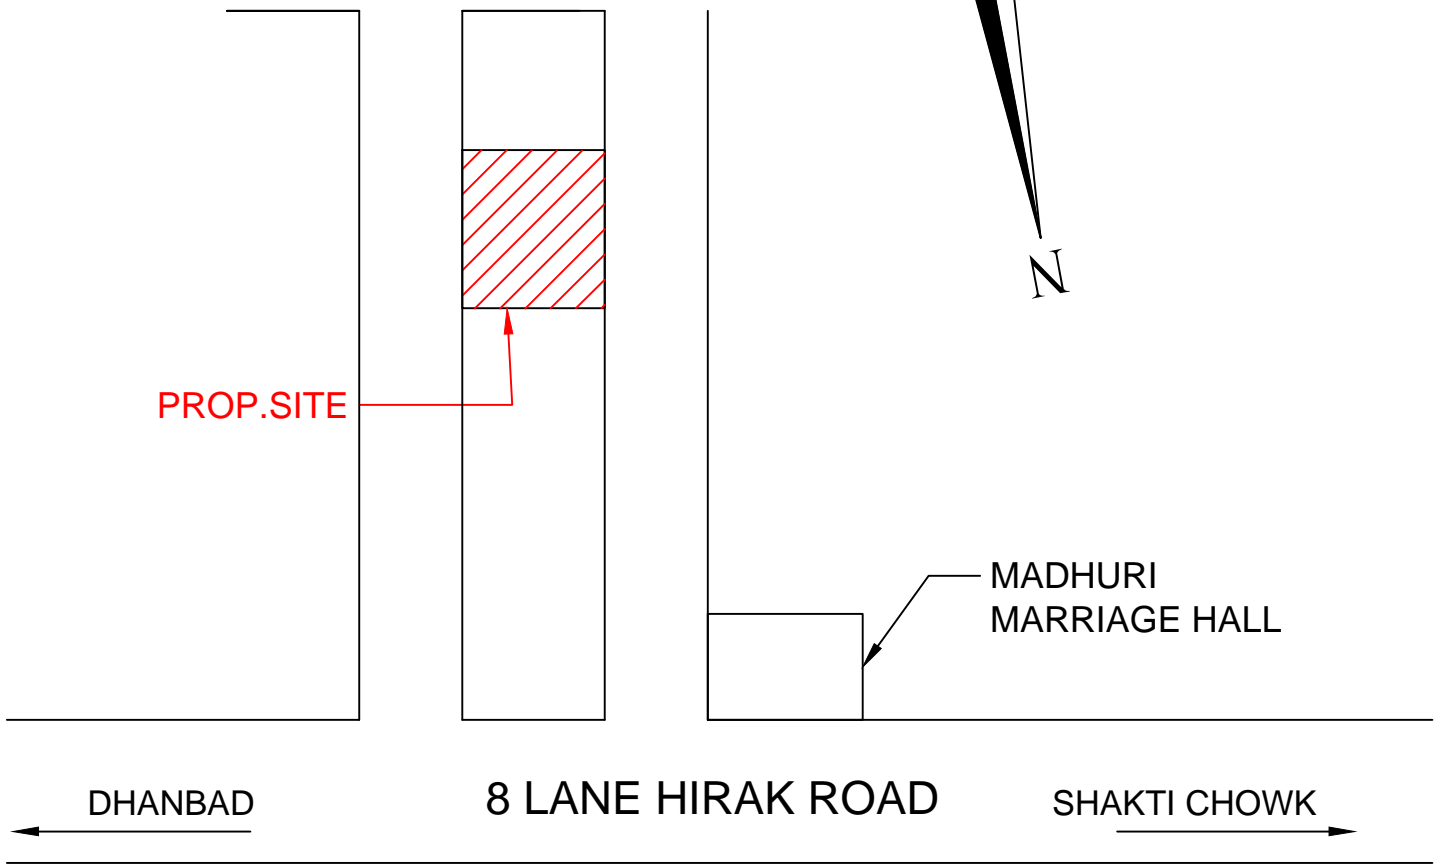 N
PROP.SITE
MADHURI
MARRIAGE HALL
DHANBAD
8 LANE HIRAK ROAD
SHAKTI CHOWK